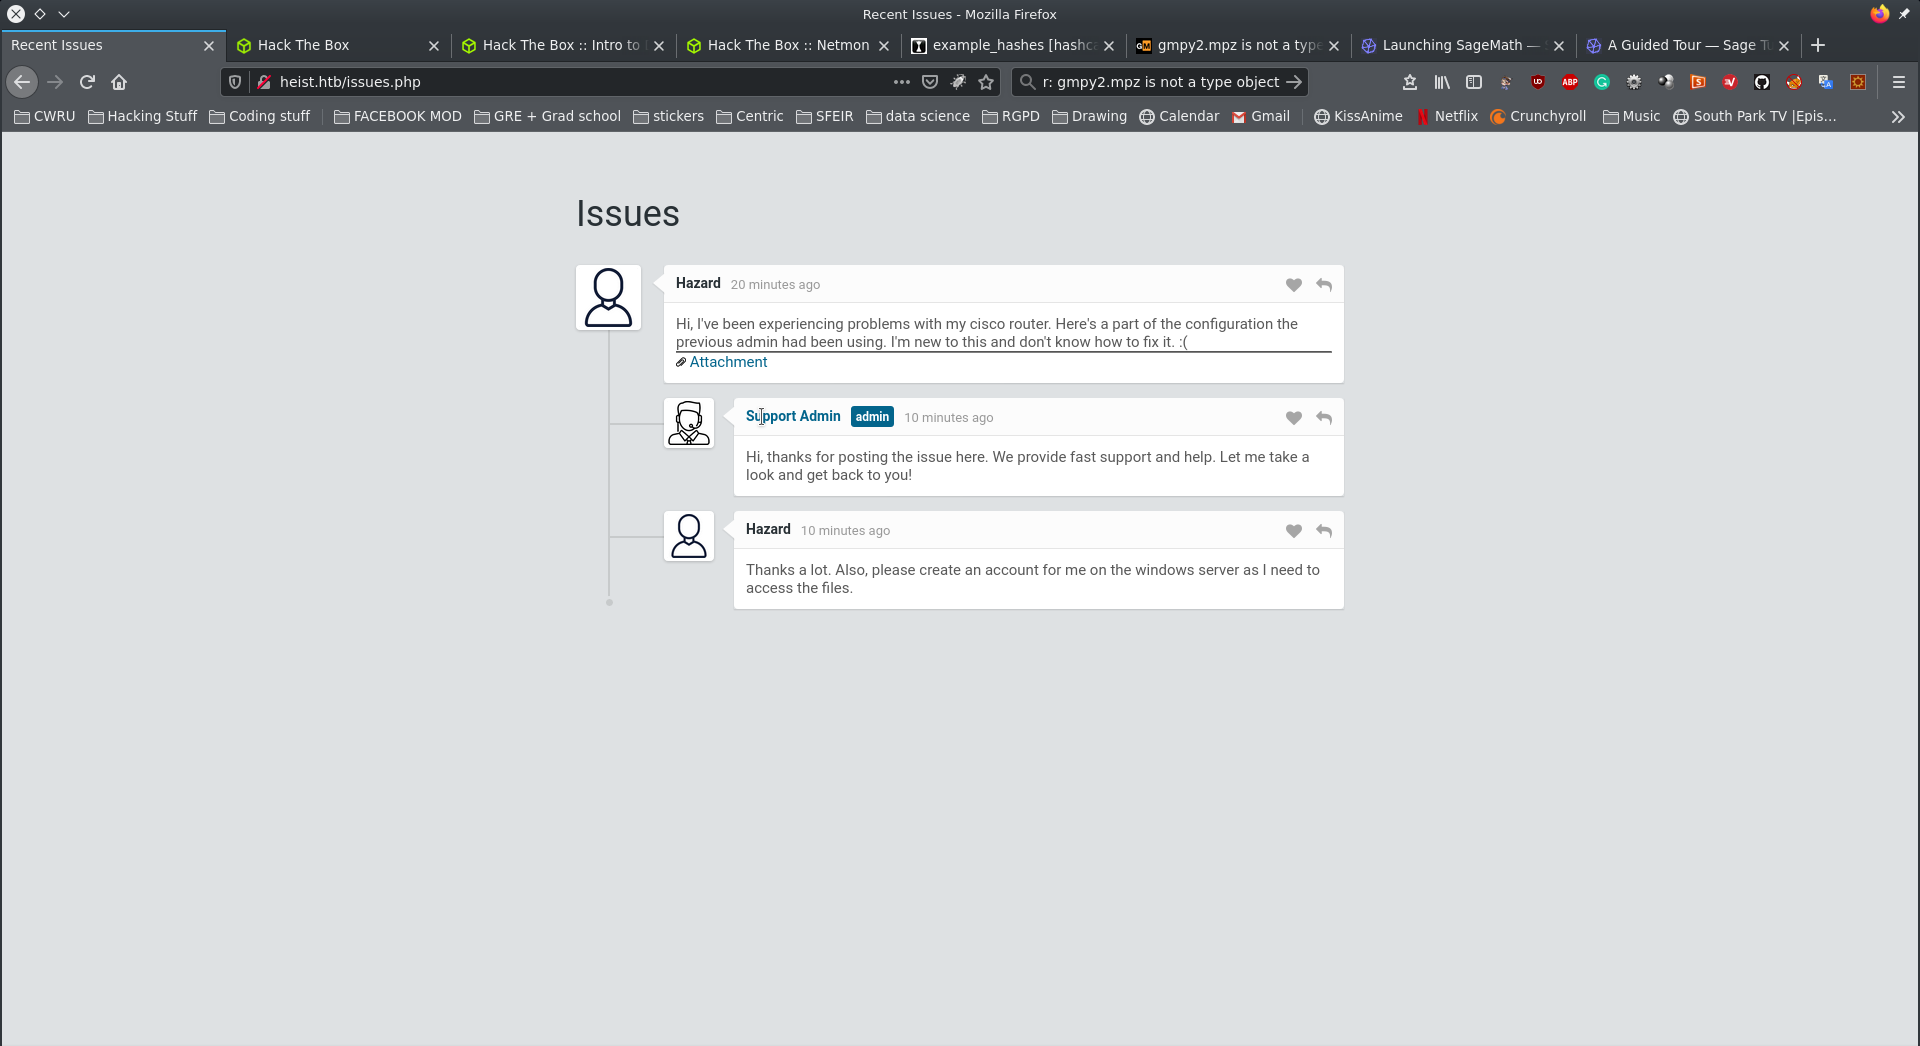 Recent Issues - Mozilla Firefox
Recent Issues
Hack The Box
Hack The Box :: Intro to
Hack The Box :: Netmon
example_hashes [hashc
gmpy2.mpz is not a type
Launching SageMath —
A Guided Tour — Sage T
heist.htb/issues.php
r: gmpy2.mpz is not a type object
CWRU
Hacking Stuff
Coding stuff
FACEBOOK MOD
GRE + Grad school
stickers
Centric
SFEIR
data science
RGPD
Drawing
Calendar
Gmail
KissAnime
Netflix
Crunchyroll
Music
South Park TV |Epis...
Issues
Hazard 20 minutes ago
Hi, I've been experiencing problems with my cisco router. Here's a part of the configuration the
previous admin had been using. I'm new to this and don't know how to fix it. :(
Attachment
Support Admin admin 10 minutes ago
Hi, thanks for posting the issue here. We provide fast support and help. Let me take a
look and get back to you!
Hazard 10 minutes ago
Thanks a lot. Also, please create an account for me on the windows server as I need to
access the files.